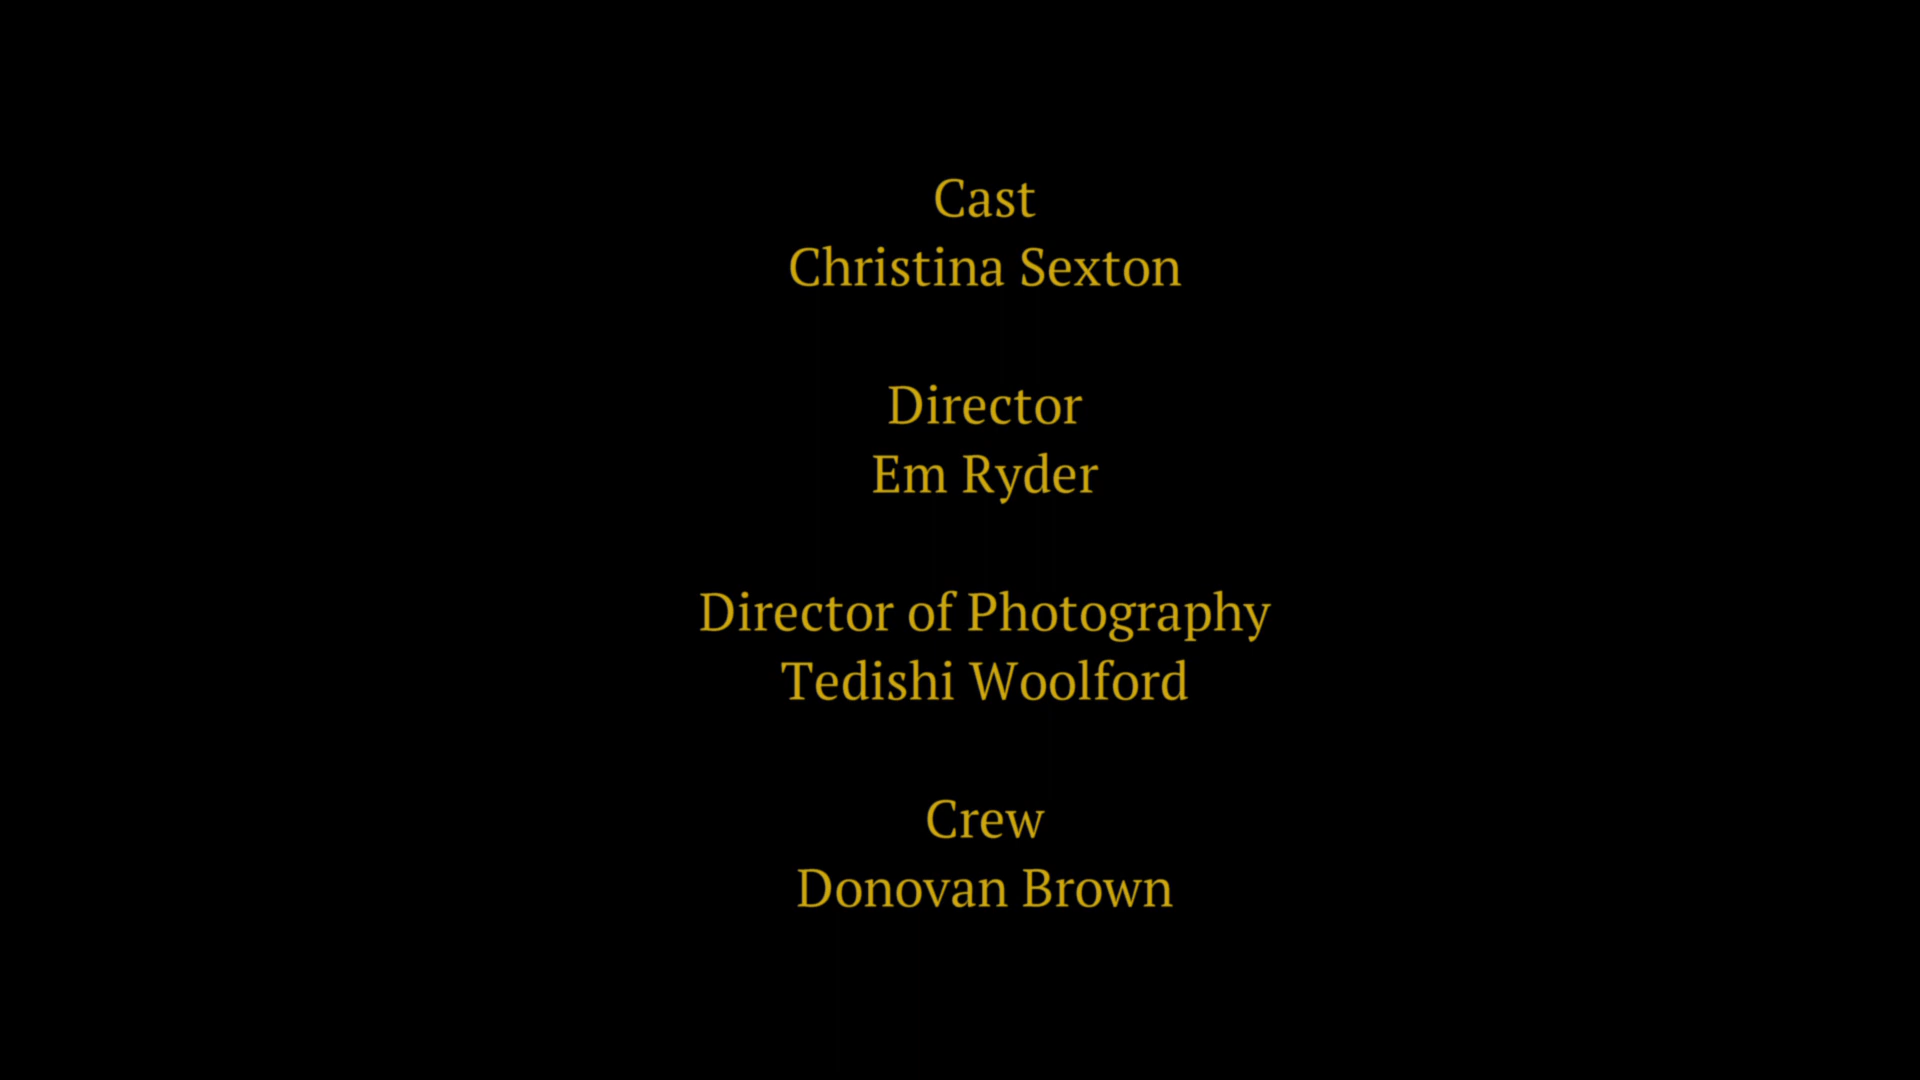 Cast
Christina Sexton
Director
Em Ryder
Director of Photography
Tedishi Woolford
Crew
Donovan Brown